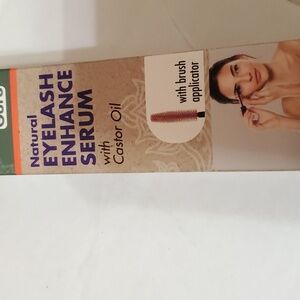 Natural
EYELASH
ENHANCE
SERUM
with
Castor Oil
with brush
applicator